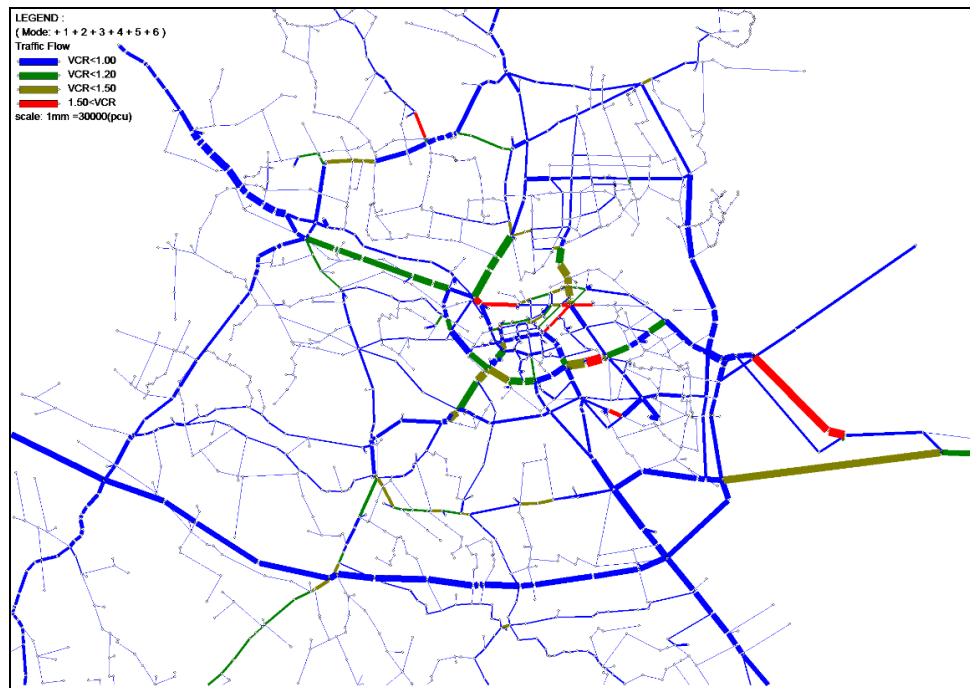 LEGEND :
( Mode: + 1 + 2 + 3 + 4 + 5 + 6 )
Traffic Flow
VCR<1.00
VCR<1.20
VCR<1.50
1.50<VCR
scale: 1mm =30000(pcu)